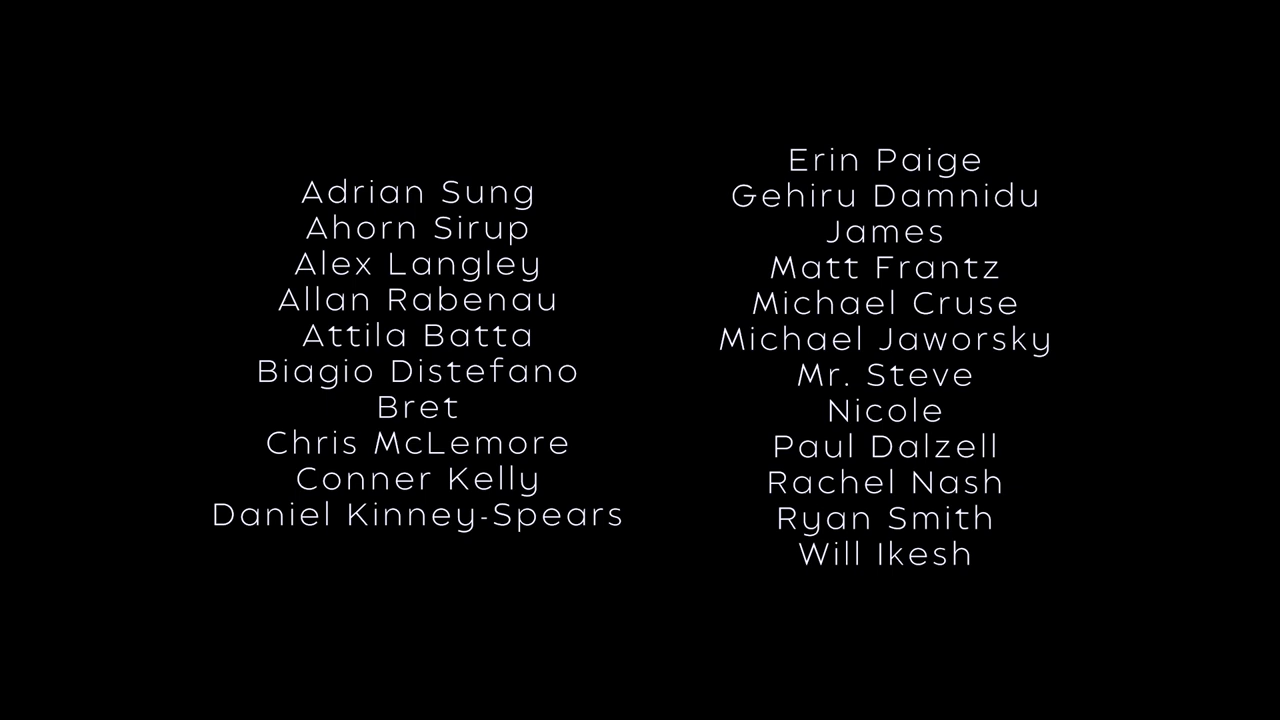 Adrian Sung
Ahorn Sirup
Alex Langley
Allan Rabenau
Attila Batta
Biagio Distefano
Bret
Chris McLemore
Conner Kelly
Daniel Kinney-Spears
Erin Paige
Gehiru Damnidu
James
Matt Frantz
Michael Cruse
Michael Jaworsky
Mr. Steve
Nicole
Paul Dalzell
Rachel Nash
Ryan Smith
Will Ikesh